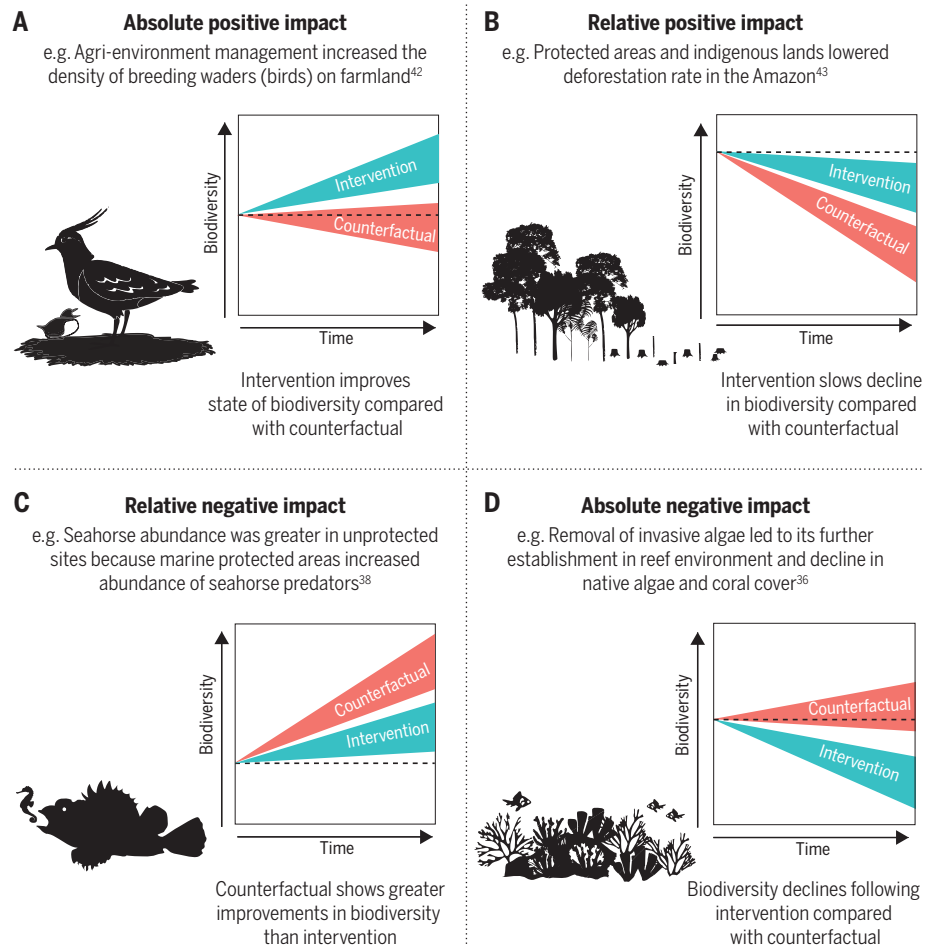 A
Absolute positive impact
e.g. Agri-environment management increased the
density of breeding waders (birds) on farmland42
Biodiversity
Intervention
Counterfactual
Time
Intervention improves
state of biodiversity compared
with counterfactual
B
Relative positive impact
e.g. Protected areas and indigenous lands lowered
deforestation rate in the Amazon43
Biodiversity
Intervention
Counterfactual
Time
Intervention slows decline
in biodiversity compared
with counterfactual
C
Relative negative impact
e.g. Seahorse abundance was greater in unprotected
sites because marine protected areas increased
abundance of seahorse predators38
Biodiversity
Counterfactual
Intervention
Time
Counterfactual shows greater
improvements in biodiversity
than intervention
D
Absolute negative impact
e.g. Removal of invasive algae led to its further
establishment in reef environment and decline in
native algae and coral cover36
Biodiversity
Counterfactual
Intervention
Time
Biodiversity declines following
intervention compared
with counterfactual